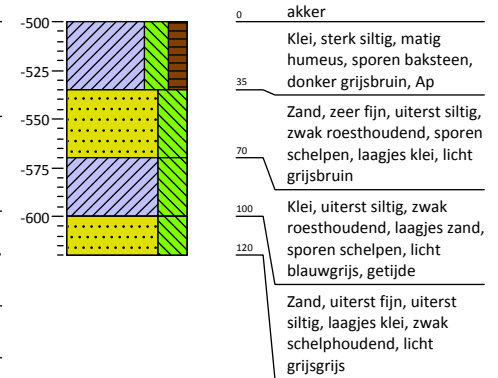 -500
-525
-550
-575
-600
0
akker
Klei, sterk siltig, matig
humeus, sporen baksteen,
donker grijsbruin, Ap
35
Zand, zeer fijn, uiterst siltig,
zwak roesthoudend, sporen
schelpen, laagjes klei, licht
grijsbruin
70
Klei, uiterst siltig, zwak
roesthoudend, laagjes zand,
sporen schelpen, licht
blauwgrijs, getijde
100
Zand, uiterst fijn, uiterst
siltig, laagjes klei, zwak
schelphoudend, licht
grijsgrijs
120